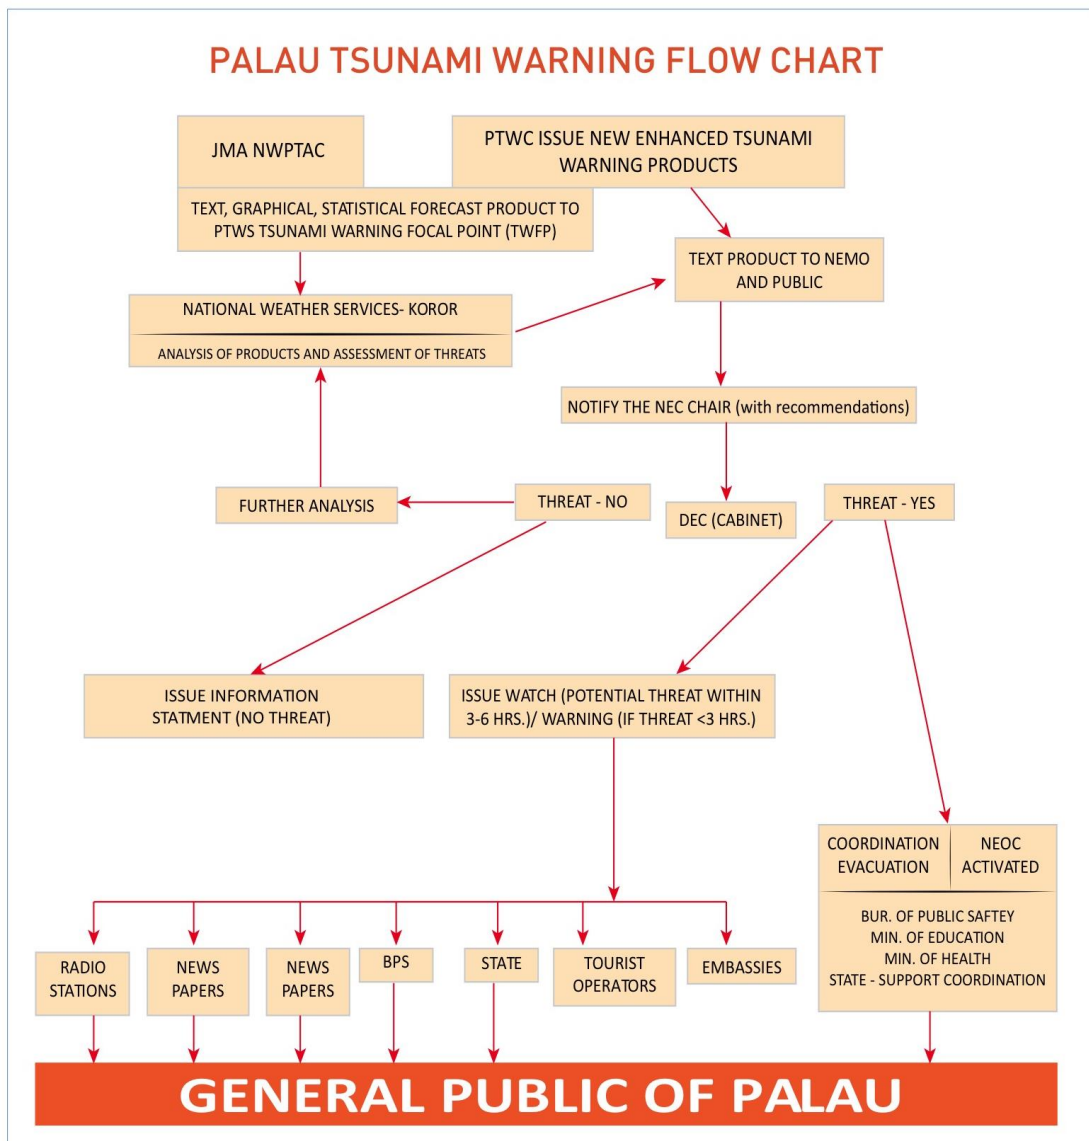 PALAU TSUNAMI WARNING FLOW CHART
JMA NWPTAC
PTWC ISSUE NEW ENHANCED TSUNAMI
WARNING PRODUCTS
TEXT, GRAPHICAL, STATISTICAL FORECAST PRODUCT TO
PTWS TSUNAMI WARNING FOCAL POINT (TWFP)
TEXT PRODUCT TO NEMO
AND PUBLIC
NATIONAL WEATHER SERVICES- KOROR
ANALYSIS OF PRODUCTS AND ASSESSMENT OF THREATS
NOTIFY THE NEC CHAIR (with recommendations)
FURTHER ANALYSIS
THREAT - NO
DEC (CABINET)
THREAT - YES
ISSUE INFORMATION
STATMENT (NO THREAT)
ISSUE WATCH (POTENTIAL THREAT WITHIN
3-6 HRS.)/ WARNING (IF THREAT <3 HRS.)
COORDINATION
EVACUATION
NEOC
ACTIVATED
BUR. OF PUBLIC SAFTEY
MIN. OF EDUCATION
MIN. OF HEALTH
STATE - SUPPORT COORDINATION
RADIO
STATIONS
NEWS
PAPERS
NEWS
PAPERS
BPS
STATE
TOURIST
OPERATORS
EMBASSIES
GENERAL PUBLIC OF PALAU